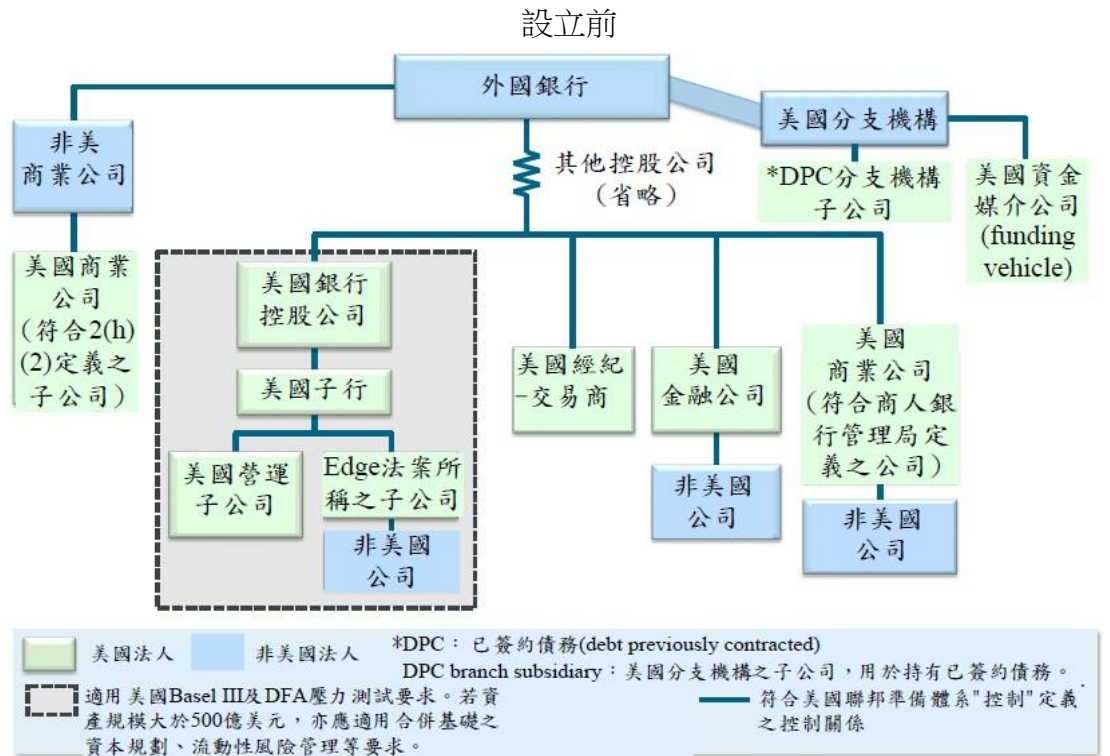 設立前
外國銀行
非美
商業公司
美國分支機構
其他控股公司
（省略）
*DPC分支機構
子公司
美國資金
媒介公司
(funding
vehicle)
美國商業
公司
（符合2(h)
(2)定義之
子公司）
美國銀行
控股公司
美國子行
美國營運
子公司
Edge法案所
稱之子公司
非美國
公司
美國經紀
-交易商
美國
金融公司
非美國
公司
美國
商業公司
（符合商人銀
行管理局定
義之公司）
非美國
公司
美國法人
非美國法人
*DPC：已簽約債務(debt previously contracted)
DPC branch subsidiary：美國分支機構之子公司，用於持有已簽約債務。
適用美國Basel III及DFA壓力測試要求。若資
產規模大於500億美元，亦應適用合併基礎之
資本規劃、流動性風險管理等要求。
符合美國聯邦準備體系"控制"定義
之控制關係